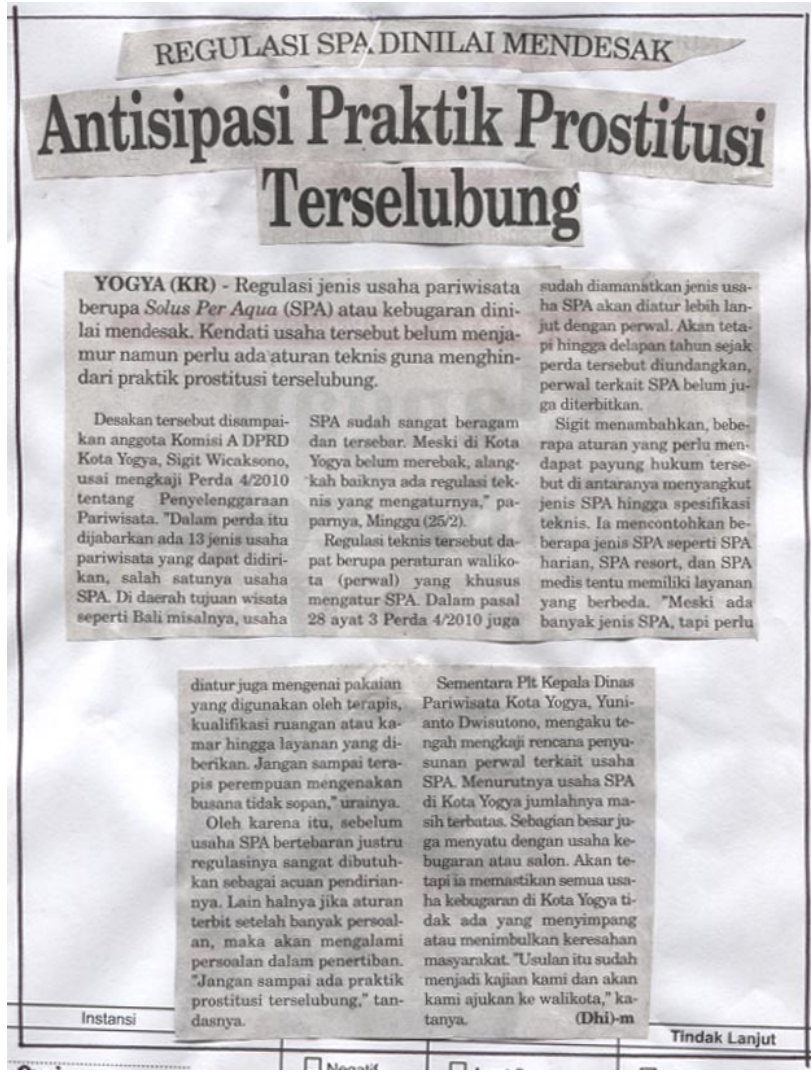 REGULASI SPA DINILAI MENDESAK
Antisipasi Praktik Prostitusi
Terselubung
YOGYA (KR) - Regulasi jenis usaha pariwisata
berupa Solus Per Aqua (SPA) atau kebugaran dini-
lai mendesak. Kendati usaha tersebut belum menja-
mur namun perlu ada aturan teknis guna menghin-
dari praktik prostitusi terselubung.
Desakan tersebut disampai-
kan anggota Komisi A DPRD
Kota Yogya, Sigit Wicaksono,
usai mengkaji Perda 4/2010
tentang Penyelenggaraan
Pariwisata. "Dalam perda itu
dijabarkan ada 13 jenis usaha
pariwisata yang dapat didiri-
kan, salah satunya usaha
SPA. Di daerah tujuan wisata
seperti Bali misalnya, usaha
SPA sudah sangat beragam
dan tersebar. Meski di Kota
Yogya belum merebak, alang-
kah baiknya ada regulasi tek-
nis yang mengaturnya," pa-
parnya, Minggu (25/2).
Regulasi teknis tersebut da-
pat berupa peraturan waliko-
ta (perwal) yang khusus
mengatur SPA. Dalam pasal
28 ayat 3 Perda 4/2010 juga
sudah diamanatkan jenis usa-
ha SPA akan diatur lebih lan-
jut dengan perwal. Akan teta-
pi hingga delapan tahun sejak
perda tersebut diundangkan,
perwal terkait SPA belum ju-
ga diterbitkan.
Sigit menambahkan, bebe-
rapa aturan yang perlu men-
dapat payung hukum terse-
but di antaranya menyangkut
jenis SPA hingga spesifikasi
teknis. Ia mencontohkan be-
berapa jenis SPA seperti SPA
harian, SPA resort, dan SPA
medis tentu memiliki layanan
yang berbeda. "Meski ada
banyak jenis SPA, tapi perlu
diatur juga mengenai pakaian
yang digunakan oleh terapis,
kualifikasi ruangan atau ka-
mar hingga layanan yang di-
berikan. Jangan sampai tera-
pis perempuan mengenakan
busana tidak sopan," urainya.
Oleh karena itu, sebelum
usaha SPA bertebaran justru
regulasinya sangat dibutuh-
kan sebagai acuan pendirian-
nya. Lain halnya jika aturan
terbit setelah banyak persoal-
an, maka akan mengalami
persoalan dalam penertiban.
"Jangan sampai ada praktik
prostitusi terselubung," tan-
dasnya.
Sementara Plt Kepala Dinas
Pariwisata Kota Yogya, Yuni-
anto Dwisutono, mengaku te-
ngah mengkaji rencana penyu-
sunan perwal terkait usaha
SPA. Menurutnya usaha SPA
di Kota Yogya jumlahnya ma-
sih terbatas. Sebagian besar ju-
ga menyatu dengan usaha ke-
bugaran atau salon. Akan te-
tapi ia memastikan semua usa-
ha kebugaran di Kota Yogya ti-
dak ada yang menyimpang
atau menimbulkan keresahan
masyarakat. "Usulan itu sudah
menjadi kajian kami dan akan
kami ajukan ke walikota," ka-
tanya. (Dhi)-m
Instansi
Tindak Lanjut